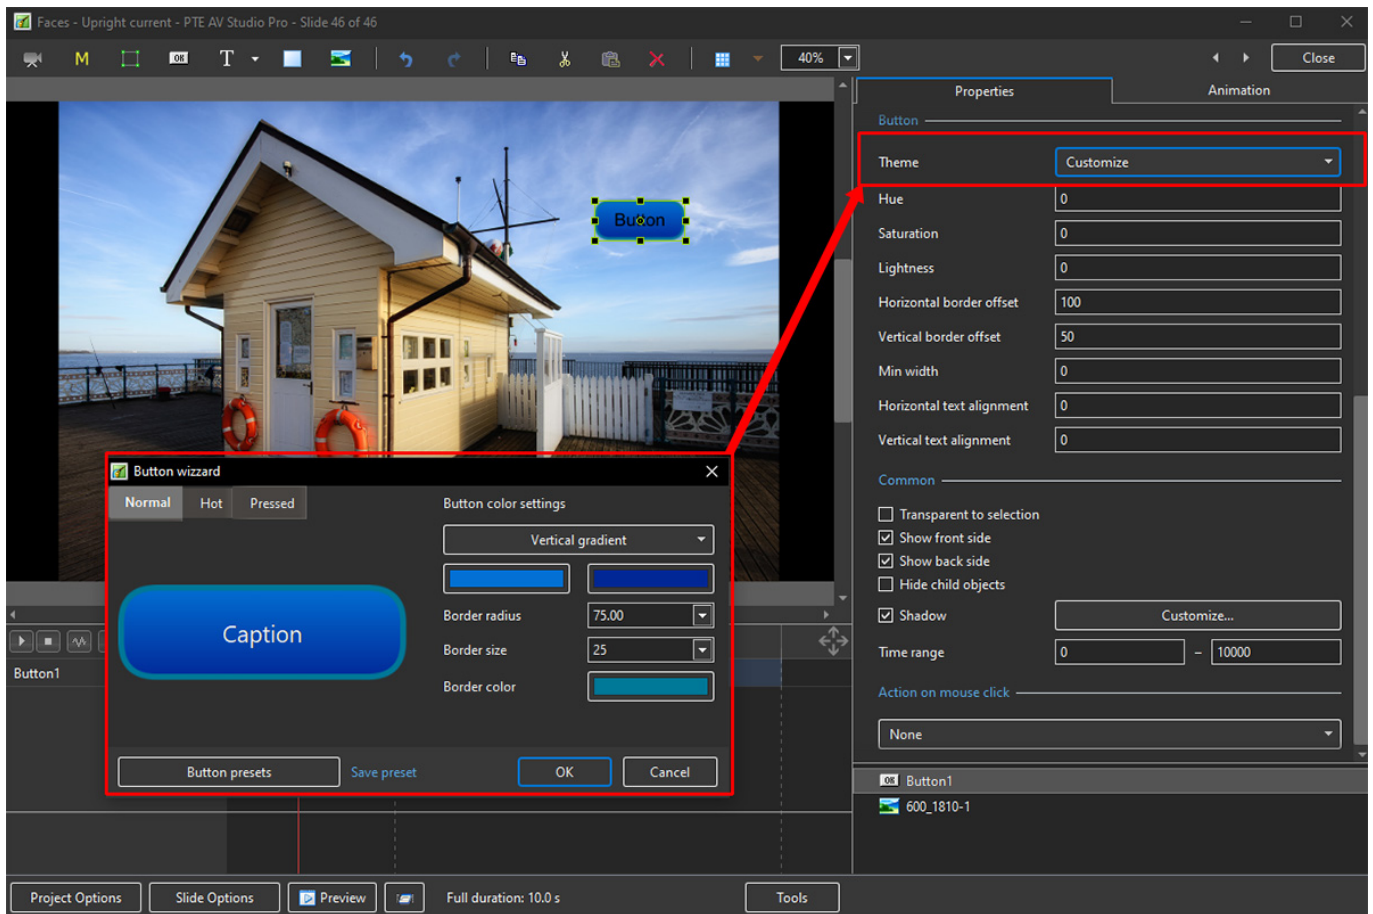 Faces - Upright current - PTE AV Studio Pro - Slide 46 of 46
M OK T 40% Close
Properties Animation
Button
Theme Customize
Button
Hue 0
Saturation 0
Lightness 0
Horizontal border offset 100
Vertical border offset 50
Min width 0
Horizontal text alignment 0
Vertical text alignment 0
Common
Transparent to selection
Show front side
Show back side
Hide child objects
Shadow Customize...
Time range 0 - 10000
Action on mouse click
None
Button wizzard
Normal Hot Pressed Button color settings
Vertical gradient
Border radius 75.00
Caption
Border size 25
Border color
Button presets Save preset OK Cancel
Button1
OK Button1
600_1810-1
Project Options Slide Options Preview Full duration: 10.0 s Tools